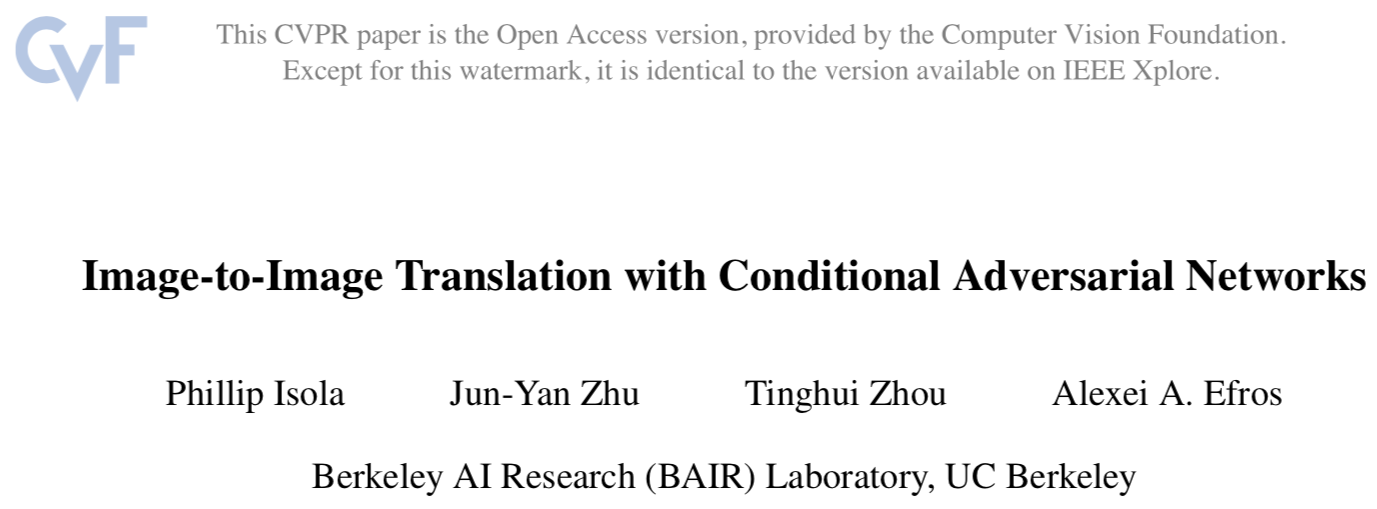 CVF
This CVPR paper is the Open Access version, provided by the Computer Vision Foundation.
Except for this watermark, it is identical to the version available on IEEE Xplore.
Image-to-Image Translation with Conditional Adversarial Networks
Phillip Isola Jun-Yan Zhu Tinghui Zhou Alexei A. Efros
Berkeley AI Research (BAIR) Laboratory, UC Berkeley